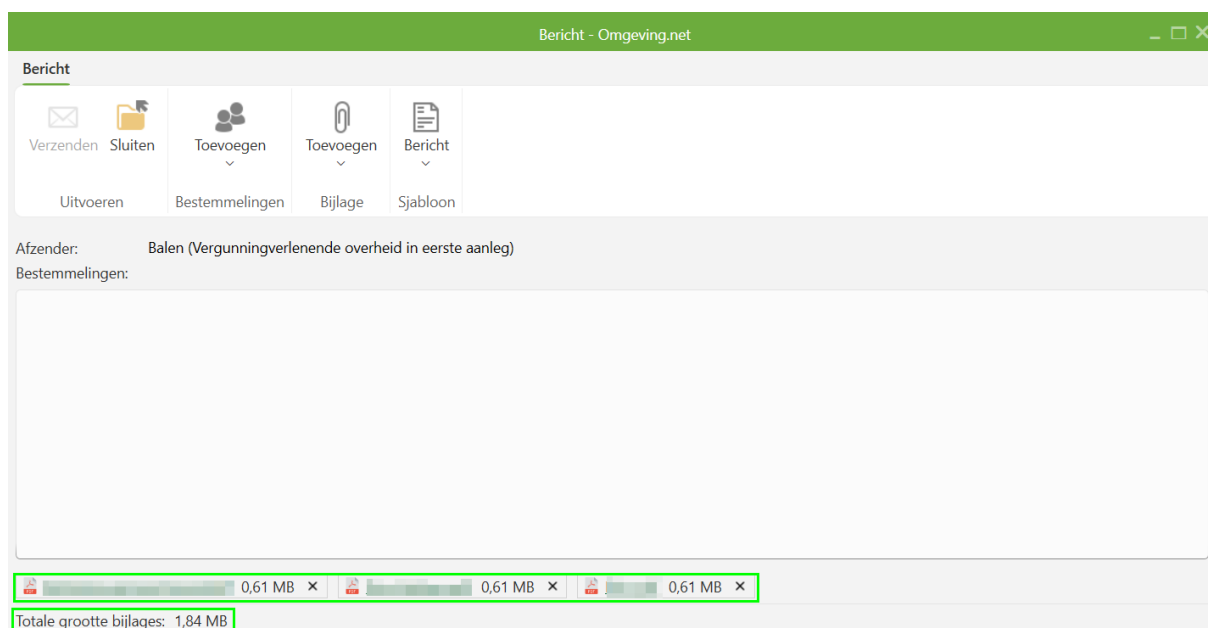 Bericht - Omgeving.net
Bericht
Verzenden Sluiten Toevoegen Toevoegen Bericht
Uitvoeren Bestemmelingen Bijlage Sjabloon
Afzender: Balen (Vergunningverlenende overheid in eerste aanleg)
Bestemmelingen:
0,61 MB 0,61 MB 0,61 MB
Totale grootte bijlages: 1,84 MB